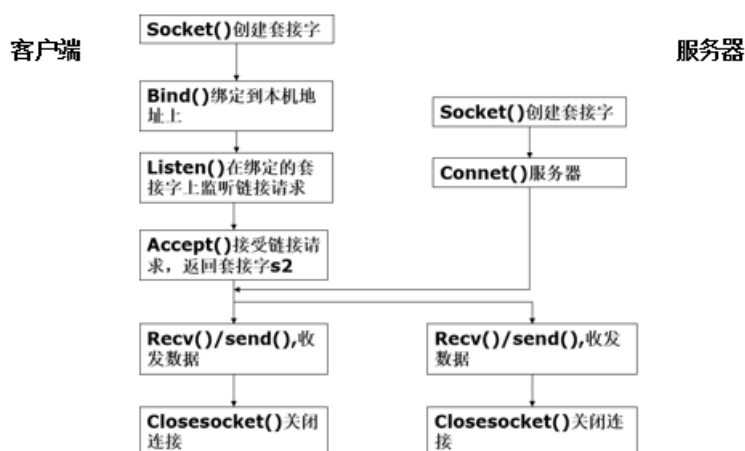 客户端
服务器
Socket()创建套接字
Bind()绑定到本机地
址上
Listen()在绑定的套
接字上监听链接请求
Accept()接受链接请
求，返回套接字s2
Socket()创建套接字
Connet()服务器
Recv()/send(),收
发数据
Closesocket()关闭
连接
Recv()/send(),收发
数据
Closesocket()关闭连
接